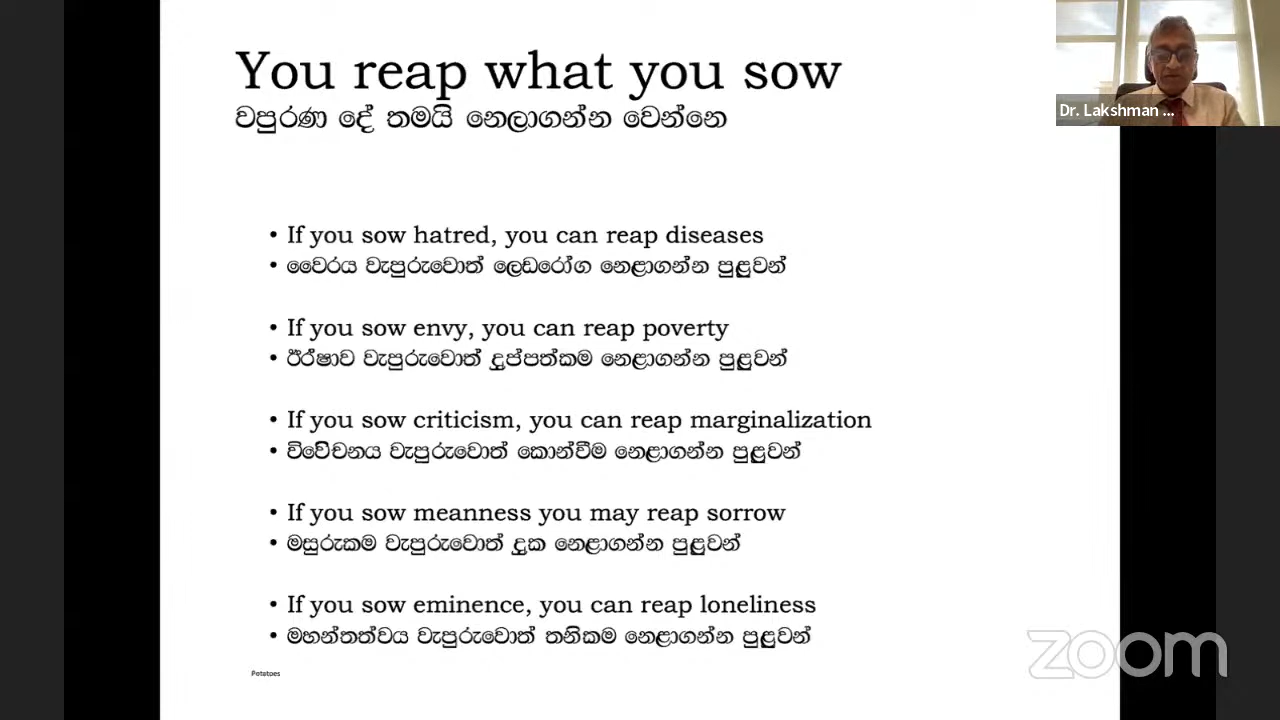 You reap what you sow
වපුරණ දේ තමයි නෙලාගන්න වෙන්නෙ
• If you sow hatred, you can reap diseases
• වෛරය වැපුරුවොත් ලෙඩරෝග නෙළාගන්න පුළුවන්
• If you sow envy, you can reap poverty
• ඊර්ෂාව වැපුරුවොත් දුප්පත්කම නෙළාගන්න පුළුවන්
• If you sow criticism, you can reap marginalization
• විවේචනය වැපුරුවොත් කොන්වීම නෙළාගන්න පුළුවන්
• If you sow meanness you may reap sorrow
• මසුරුකම වැපුරුවොත් දුක නෙළාගන්න පුළුවන්
• If you sow eminence, you can reap loneliness
• මහන්තත්වය වැපුරුවොත් තනිකම නෙළාගන්න පුළුවන්
Potatoes
Dr. Lakshman ...
zoom